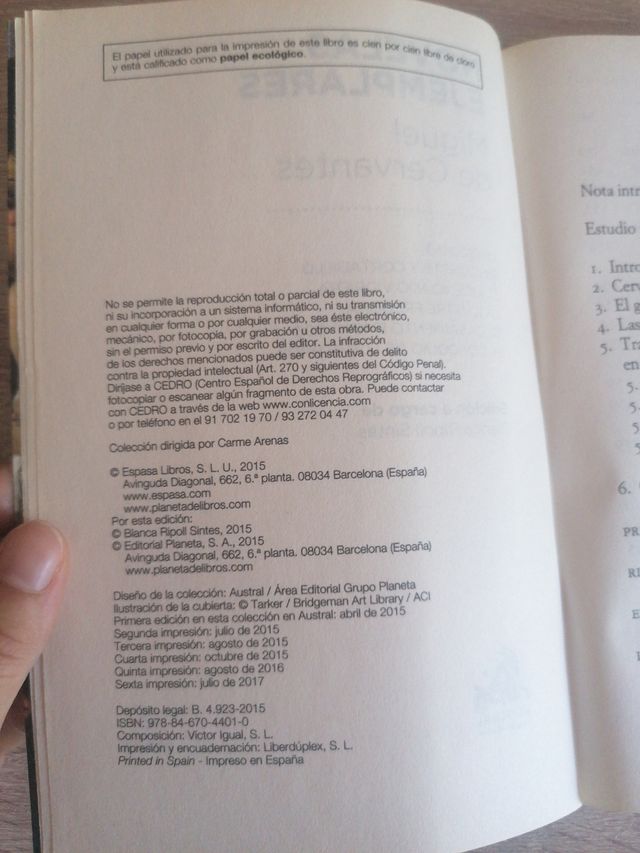 El papel utilizado para la impresión de este libro es cien por cien libre de cloro
y está calificado como papel ecológico.
No se permite la reproducción total o parcial de este libro,
ni su incorporación a un sistema informático, ni su transmisión
en cualquier forma o por cualquier medio, sea éste electrónico,
mecánico, por fotocopia, por grabación u otros métodos,
sin el permiso previo y por escrito del editor. La infracción
de los derechos mencionados puede ser constitutiva de delito
contra la propiedad intelectual (Art. 270 y siguientes del Código Penal).
Diríjase a CEDRO (Centro Español de Derechos Reprográficos) si necesita
fotocopiar o escanear algún fragmento de esta obra. Puede contactar
con CEDRO a través de la web www.conlicencia.com
o por teléfono en el 91 702 19 70 / 93 272 04 47
Colección dirigida por Carme Arenas
© Espasa Libros, S. L. U., 2015
Avinguda Diagonal, 662, 6.ª planta. 08034 Barcelona (España)
www.espasa.com
www.planetadelibros.com
Por esta edición:
© Blanca Ripoll Sintes, 2015
© Editorial Planeta, S. A., 2015
Avinguda Diagonal, 662, 6.ª planta. 08034 Barcelona (España)
www.planetadelibros.com
Diseño de la colección: Austral / Área Editorial Grupo Planeta
Ilustración de la cubierta: © Tarker / Bridgeman Art Library / ACI
Primera edición en esta colección en Austral: abril de 2015
Segunda impresión: julio de 2015
Tercera impresión: agosto de 2015
Cuarta impresión: octubre de 2015
Quinta impresión: agosto de 2016
Sexta impresión: julio de 2017
Depósito legal: B. 4.923-2015
ISBN: 978-84-670-4401-0
Composición: Víctor Igual, S. L.
Impresión y encuadernación: Liberdúplex, S. L.
Printed in Spain - Impreso en España
Nota intr
Estudio
1. Intro
2. Cerv
3. El g
4. Las
5. Tra
en
5.
5.
5
6.
PR
RI
E